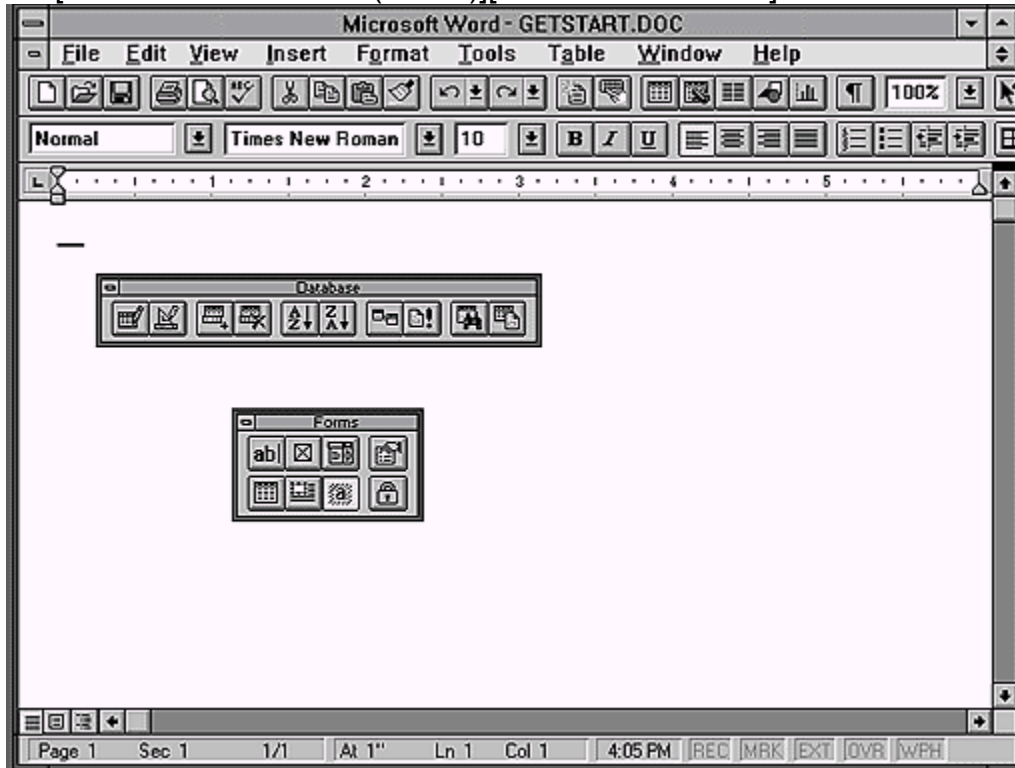 Microsoft Word - GETSTART.DOC
File Edit View Insert Format Tools Table Window Help
100%
Normal Times New Roman 10 B I U
1 2 3 4 5
Database
Forms
ab
a
Page 1 Sec 1 1/1 At 1" Ln 1 Col 1 4:05 PM REC MRK EXT OVR WPH